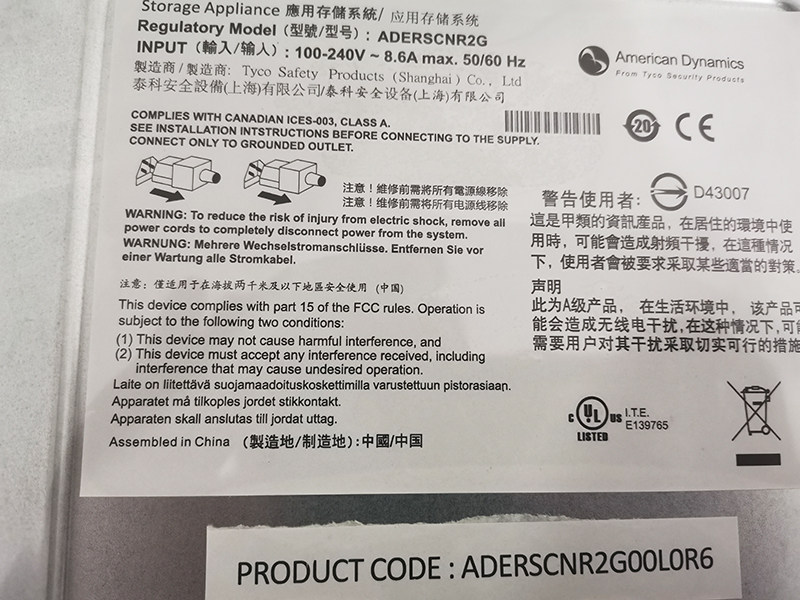 Storage Appliance 應用存儲系統/ 应用存储系统
Regulatory Model (型號/型号) : ADERSCNR2G
INPUT (輸入/输入) : 100-240V ~ 8.6A max. 50/60 Hz
製造商/製造商: Tyco Safety Products (Shanghai) Co., Ltd
泰科安全設備(上海)有限公司/泰科安全设备(上海)有限公司
American Dynamics
From Tyco Security Products
COMPLIES WITH CANADIAN ICES-003, CLASS A.
SEE INSTALLATION INTSTRUCTIONS BEFORE CONNECTING TO THE SUPPLY.
CONNECT ONLY TO GROUNDED OUTLET.
20
CE
注意！維修前需將所有電源線移除
注意！维修前需将所有电源线移除
WARNING: To reduce the risk of injury from electric shock, remove all
power cords to completely disconnect power from the system.
WARNUNG: Mehrere Wechselstromanschlüsse. Entfernen Sie vor
einer Wartung alle Stromkabel.
注意: 僅适用于在海拔两千米及以下地區安全使用 (中国)
This device complies with part 15 of the FCC rules. Operation is
subject to the following two conditions:
(1) This device may not cause harmful interference, and
(2) This device must accept any interference received, including
interference that may cause undesired operation.
Laite on liitettävä suojamaadoituskoskettimilla varustettuun pistorasiaan.
Apparatet må tilkoples jordet stikkontakt.
Apparaten skall anslutas till jordat uttag.
Assembled in China (製造地/制造地):中國/中国
警告使用者: D43007
這是甲類的資訊產品，在居住的環境中使
用時，可能會造成射頻干擾，在這種情況
下，使用者會被要求采取某些適當的對策.
声明
此为A级产品， 在生活环境中， 该产品可
能会造成无线电干扰,在这种情况下,可能
需要用户对其干扰采取切实可行的措施
C UL US I.T.E.
LISTED E139765
PRODUCT CODE : ADERSCNR2G00L0R6